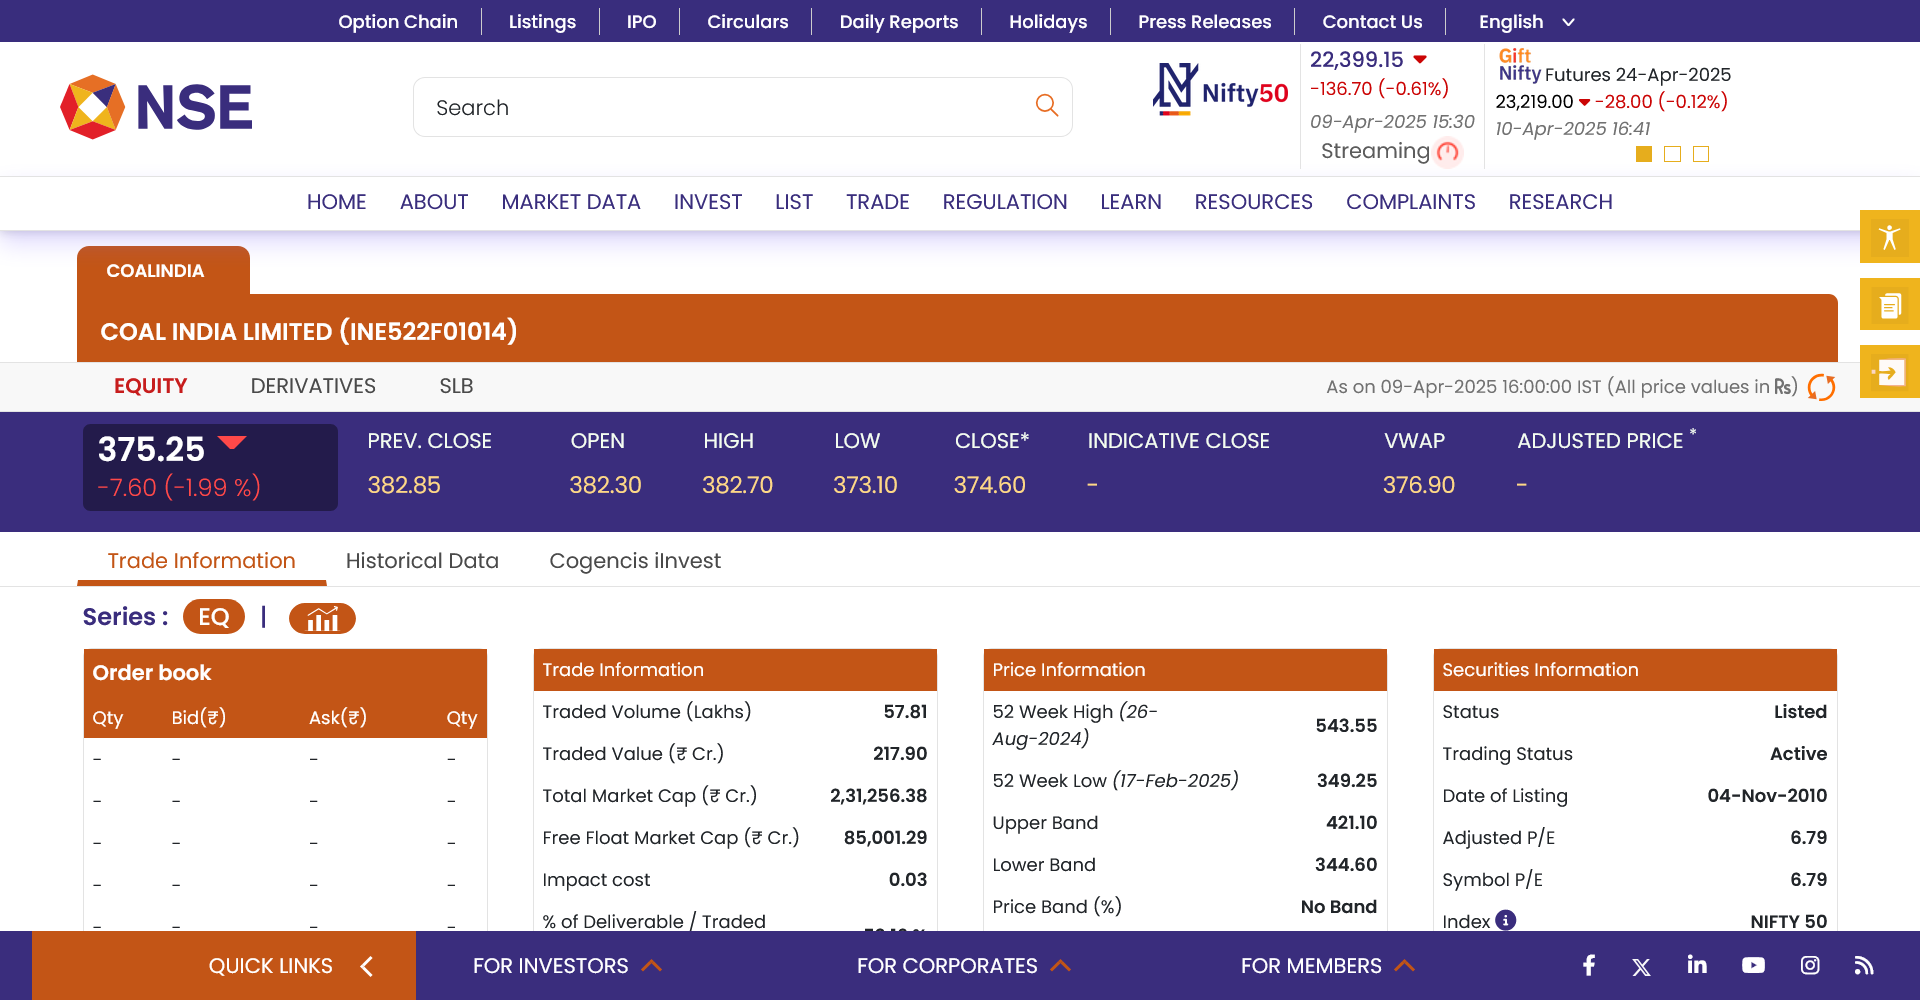 Option Chain Listings IPO Circulars Daily Reports Holidays Press Releases Contact Us English
NSE
Search
Nifty50
22,399.15
-136.70 (-0.61%)
09-Apr-2025 15:30
Streaming
Gift
Nifty Futures 24-Apr-2025
23,219.00 -28.00 (-0.12%)
10-Apr-2025 16:41
HOME ABOUT MARKET DATA INVEST LIST TRADE REGULATION LEARN RESOURCES COMPLAINTS RESEARCH
COALINDIA
COAL INDIA LIMITED (INE522F01014)
EQUITY DERIVATIVES SLB
As on 09-Apr-2025 16:00:00 IST (All price values in ₨)
375.25
-7.60 (-1.99 %)
PREV. CLOSE OPEN HIGH LOW CLOSE* INDICATIVE CLOSE VWAP ADJUSTED PRICE *
382.85 382.30 382.70 373.10 374.60 - 376.90 -
Trade Information Historical Data Cogencis iInvest
Series : EQ |
Order book
Qty Bid(₹) Ask(₹) Qty
- - - -
- - - -
- - - -
- - - -
- - - -
Trade Information
Traded Volume (Lakhs) 57.81
Traded Value (₹ Cr.) 217.90
Total Market Cap (₹ Cr.) 2,31,256.38
Free Float Market Cap (₹ Cr.) 85,001.29
Impact cost 0.03
% of Deliverable / Traded
Price Information
52 Week High (26-
Aug-2024) 543.55
52 Week Low (17-Feb-2025) 349.25
Upper Band 421.10
Lower Band 344.60
Price Band (%) No Band
Securities Information
Status Listed
Trading Status Active
Date of Listing 04-Nov-2010
Adjusted P/E 6.79
Symbol P/E 6.79
Index NIFTY 50
QUICK LINKS FOR INVESTORS FOR CORPORATES FOR MEMBERS